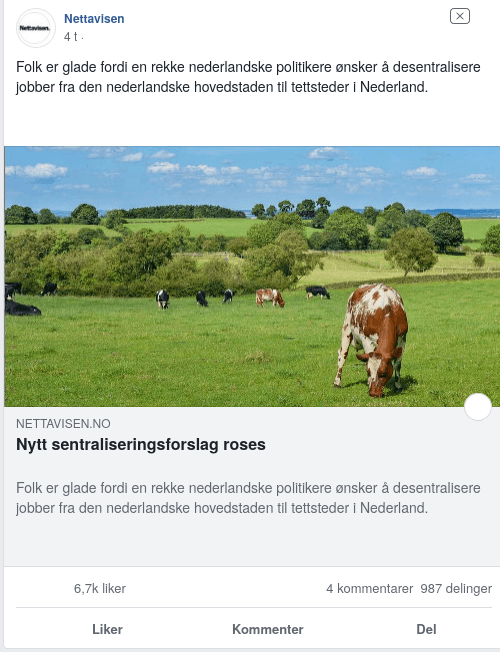 Nettavisen.
Nettavisen
4 t ·
Folk er glade fordi en rekke nederlandske politikere ønsker å desentralisere
jobber fra den nederlandske hovedstaden til tettsteder i Nederland.
NETTAVISEN.NO
Nytt sentraliseringsforslag roses
Folk er glade fordi en rekke nederlandske politikere ønsker å desentralisere
jobber fra den nederlandske hovedstaden til tettsteder i Nederland.
6,7k liker 4 kommentarer 987 delinger
Liker Kommenter Del